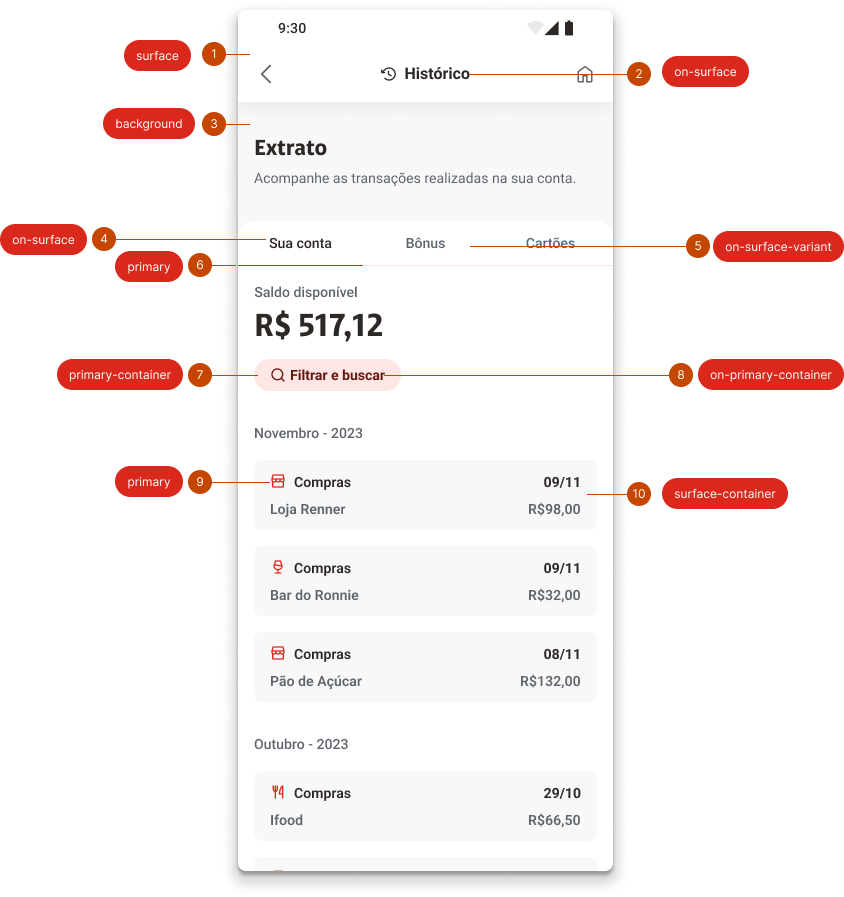 9:30
surface
1
Histórico
2
on-surface
background
3
Extrato
Acompanhe as transações realizadas na sua conta.
on-surface
4
Sua conta
Bônus
Cartões
5
on-surface-variant
primary
6
Saldo disponível
R$ 517,12
primary-container
7
Filtrar e buscar
8
on-primary-container
Novembro - 2023
primary
9
Compras
09/11
10
surface-container
Loja Renner
R$98,00
Compras
09/11
Bar do Ronnie
R$32,00
Compras
08/11
Pão de Açúcar
R$132,00
Outubro - 2023
Compras
29/10
Ifood
R$66,50